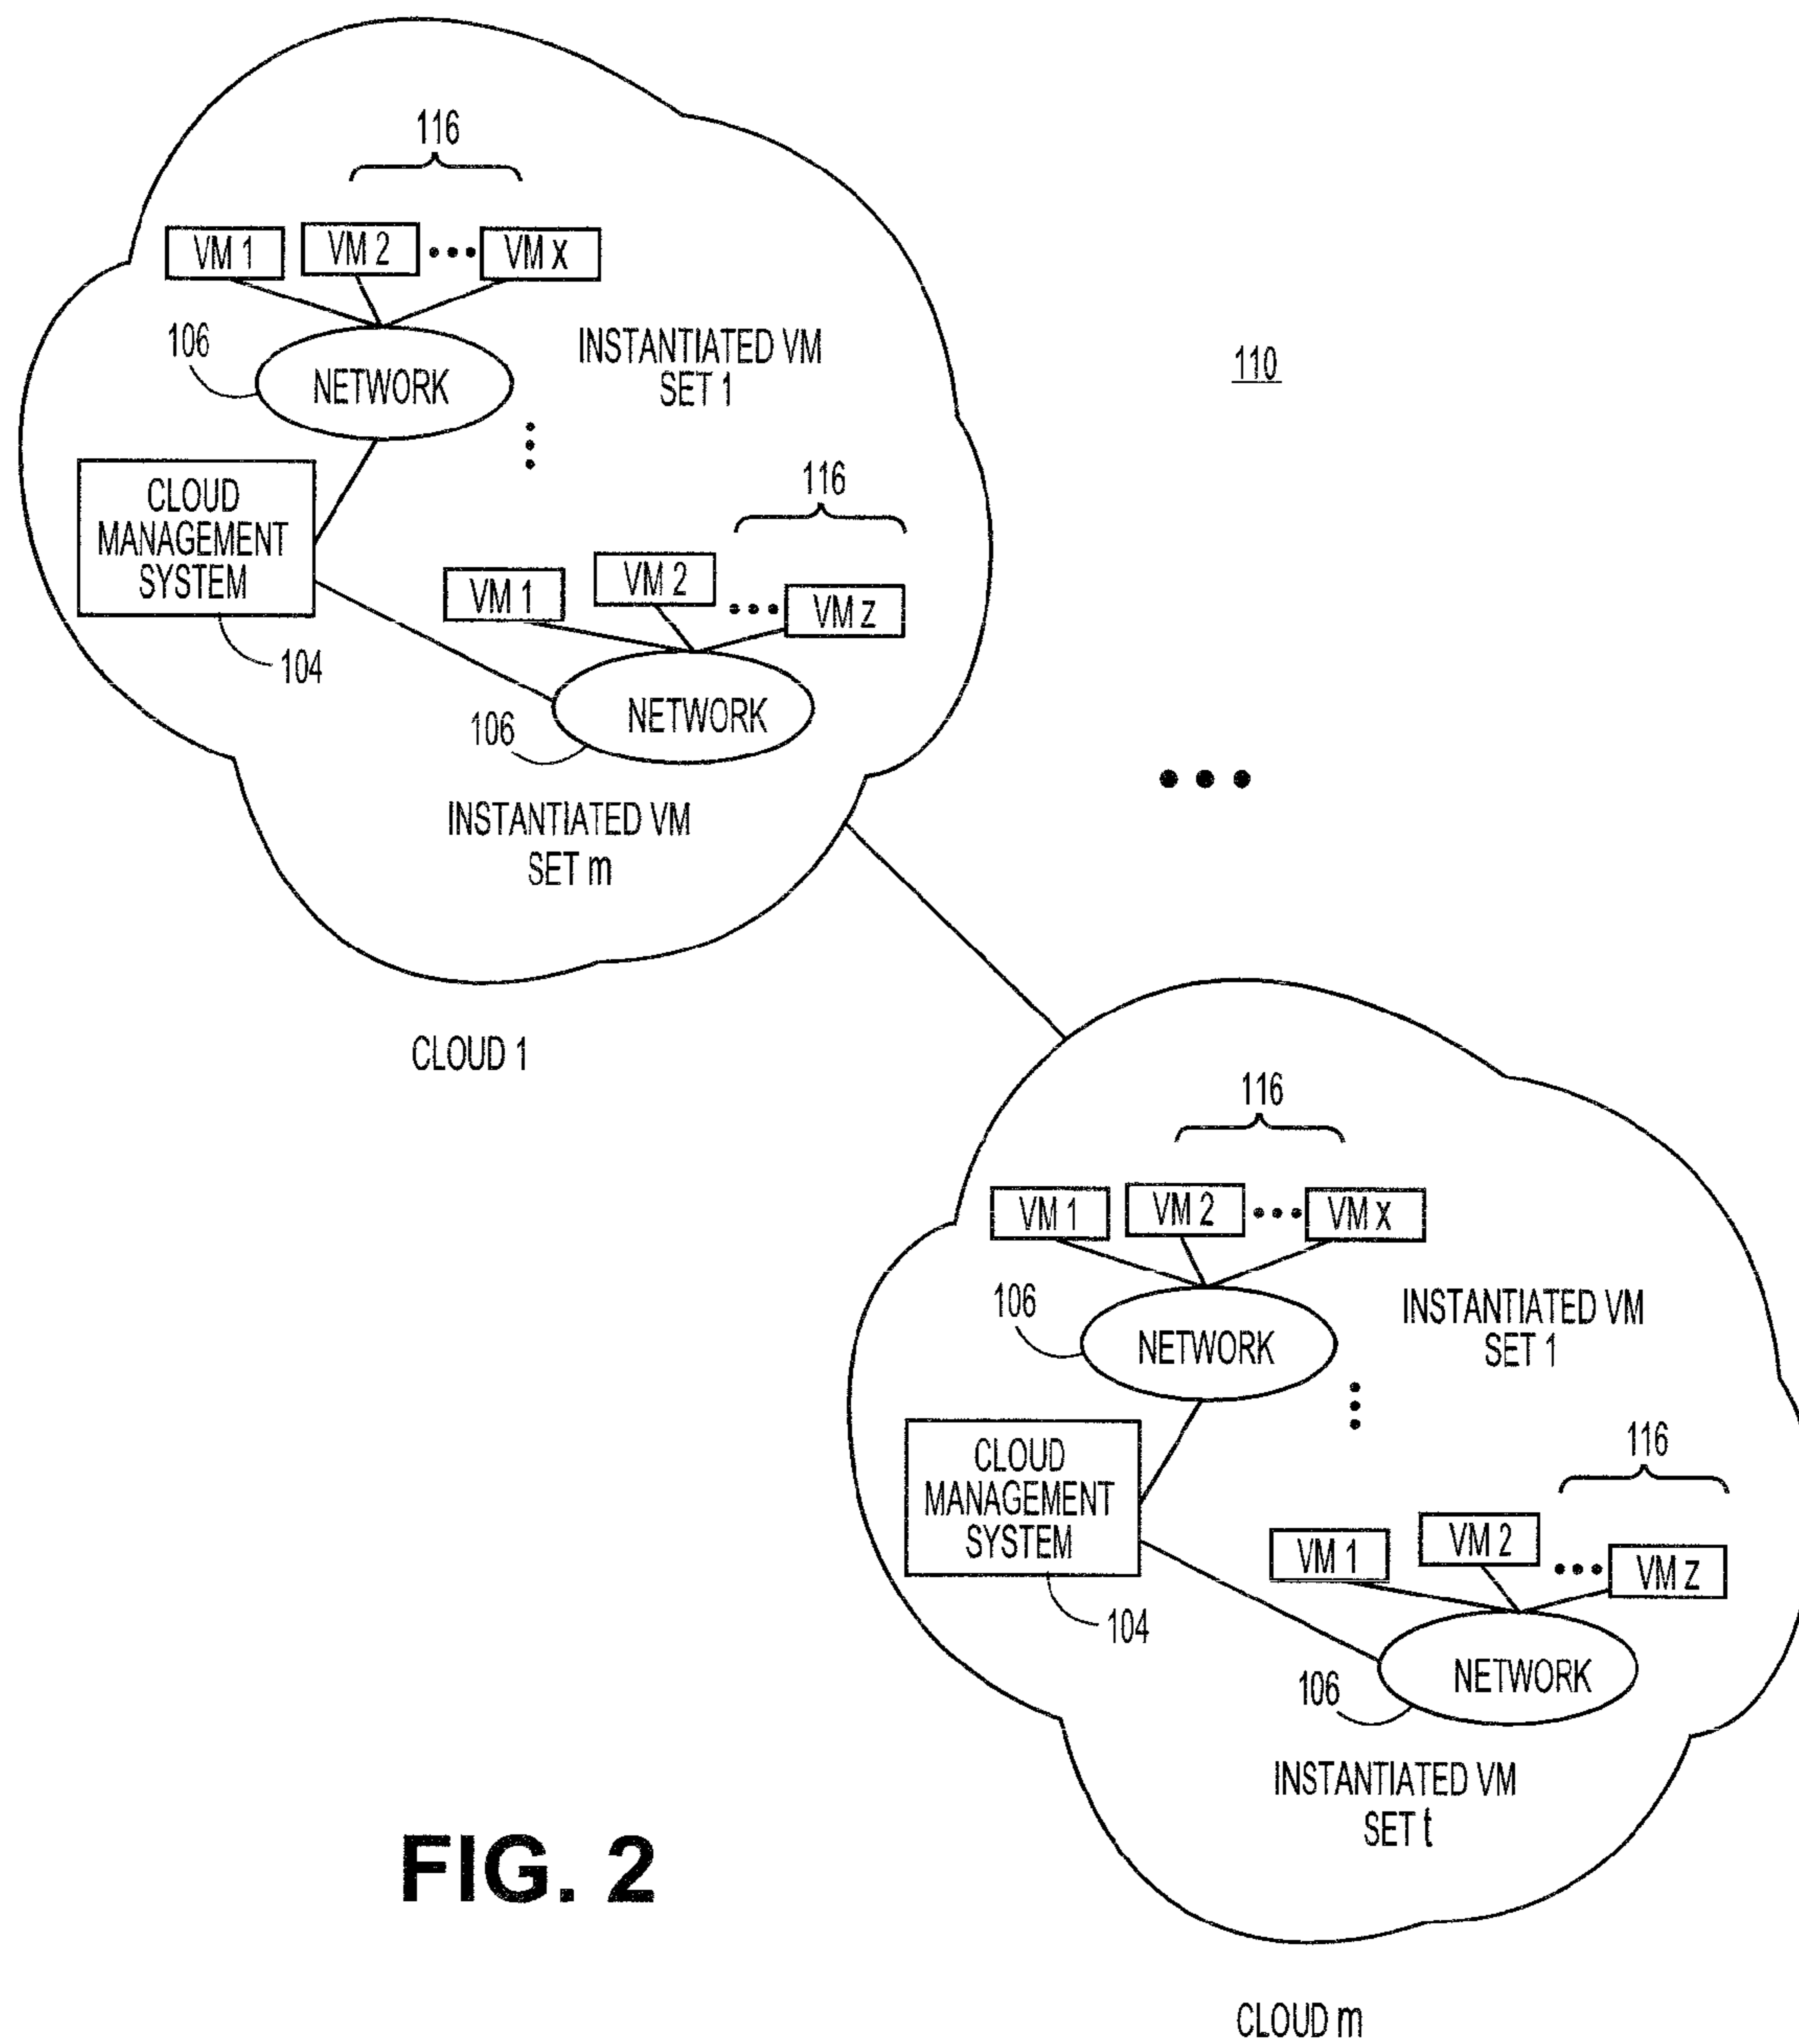 116
VM 1
VM 2
VM X
106
NETWORK
INSTANTIATED VM
SET 1
110
CLOUD
MANAGEMENT
SYSTEM
104
116
VM 1
VM 2
VM Z
NETWORK
106
INSTANTIATED VM
SET m
CLOUD 1
116
VM 1
VM 2
VM X
106
NETWORK
INSTANTIATED VM
SET 1
CLOUD
MANAGEMENT
SYSTEM
104
116
VM 1
VM 2
VM Z
NETWORK
106
INSTANTIATED VM
SET t
FIG. 2
CLOUD m